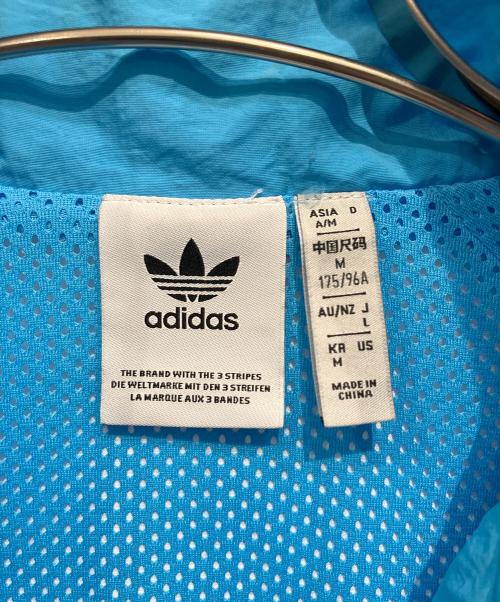 adidas
THE BRAND WITH THE 3 STRIPES
DIE WELTMARKE MIT DEN 3 STREIFEN
LA MARQUE AUX 3 BANDES
ASIA D
A/M
中国尺码
M
175/96A
AU/NZ J
L
KR US
M
MADE IN
CHINA